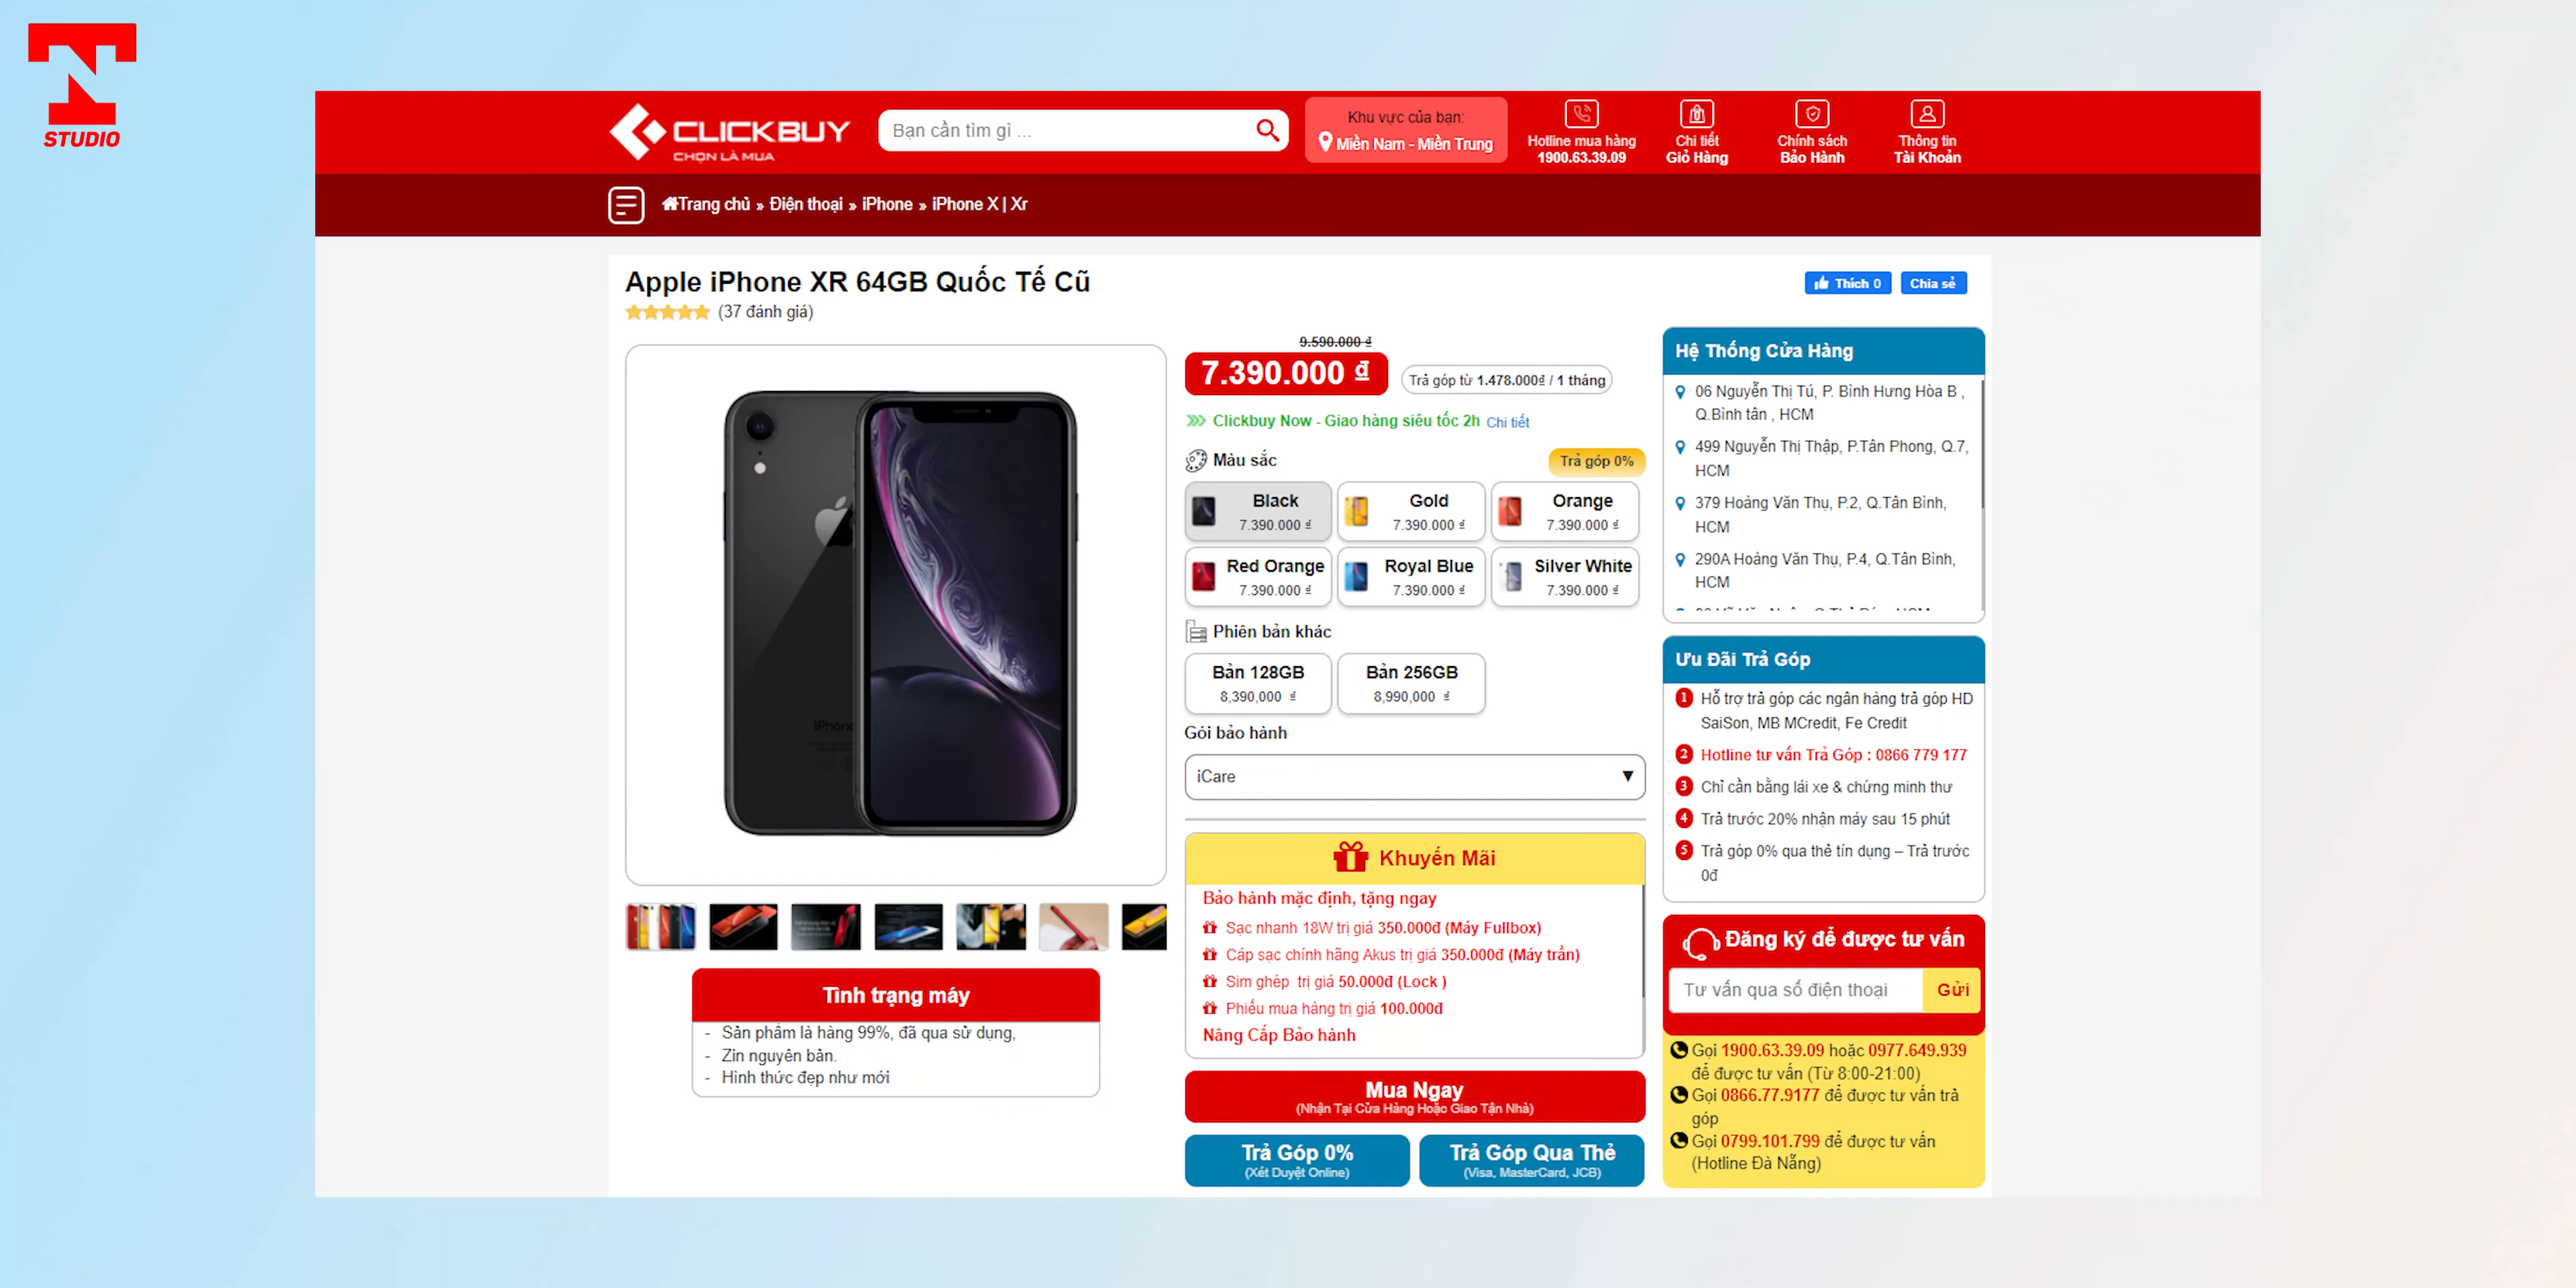 STUDIO
CLICKBUY
CHỌN LÀ MUA
Bạn cần tìm gì ...
Khu vực của bạn:
Miền Nam - Miền Trung
Hotline mua hàng
1900.63.39.09
Chi tiết
Giỏ Hàng
Chính sách
Bảo Hành
Thông tin
Tài Khoản
Trang chủ » Điện thoại » iPhone » iPhone X | Xr
Apple iPhone XR 64GB Quốc Tế Cũ
(37 đánh giá)
Thích 0
Chia sẻ
9.590.000 ₫
7.390.000 ₫
Trả góp từ 1.478.000₫ / 1 tháng
Clickbuy Now - Giao hàng siêu tốc 2h Chi tiết
Màu sắc
Trả góp 0%
Black
7.390.000 ₫
Gold
7.390.000 ₫
Orange
7.390.000 ₫
Red Orange
7.390.000 ₫
Royal Blue
7.390.000 ₫
Silver White
7.390.000 ₫
Phiên bản khác
Bản 128GB
8,390,000 ₫
Bản 256GB
8,990,000 ₫
Gói bảo hành
iCare
Khuyến Mãi
Bảo hành mặc định, tặng ngay
Sạc nhanh 18W trị giá 350.000đ (Máy Fullbox)
Cáp sạc chính hãng Akus trị giá 350.000đ (Máy trần)
Sim ghép trị giá 50.000đ (Lock )
Phiếu mua hàng trị giá 100.000đ
Nâng Cấp Bảo hành
Mua Ngay
(Nhận Tại Cửa Hàng Hoặc Giao Tận Nhà)
Trả Góp 0%
(Xét Duyệt Online)
Trả Góp Qua Thẻ
(Visa, MasterCard, JCB)
iPhone
Tình trạng máy
- Sản phẩm là hàng 99%, đã qua sử dụng,
- Zin nguyên bản.
- Hình thức đẹp như mới
Hệ Thống Cửa Hàng
06 Nguyễn Thị Tú, P. Bình Hưng Hòa B ,
Q.Bình tân , HCM
499 Nguyễn Thị Thập, P.Tân Phong, Q.7,
HCM
379 Hoàng Văn Thụ, P.2, Q.Tân Bình,
HCM
290A Hoàng Văn Thụ, P.4, Q.Tân Bình,
HCM
Ưu Đãi Trả Góp
1 Hỗ trợ trả góp các ngân hàng trả góp HD
SaiSon, MB MCredit, Fe Credit
2 Hotline tư vấn Trả Góp : 0866 779 177
3 Chỉ cần bằng lái xe & chứng minh thư
4 Trả trước 20% nhận máy sau 15 phút
5 Trả góp 0% qua thẻ tín dụng – Trả trước
0đ
Đăng ký để được tư vấn
Tư vấn qua số điện thoại
Gửi
Gọi 1900.63.39.09 hoặc 0977.649.939
để được tư vấn (Từ 8:00-21:00)
Gọi 0866.77.9177 để được tư vấn trả
góp
Gọi 0799.101.799 để được tư vấn
(Hotline Đà Nẵng)